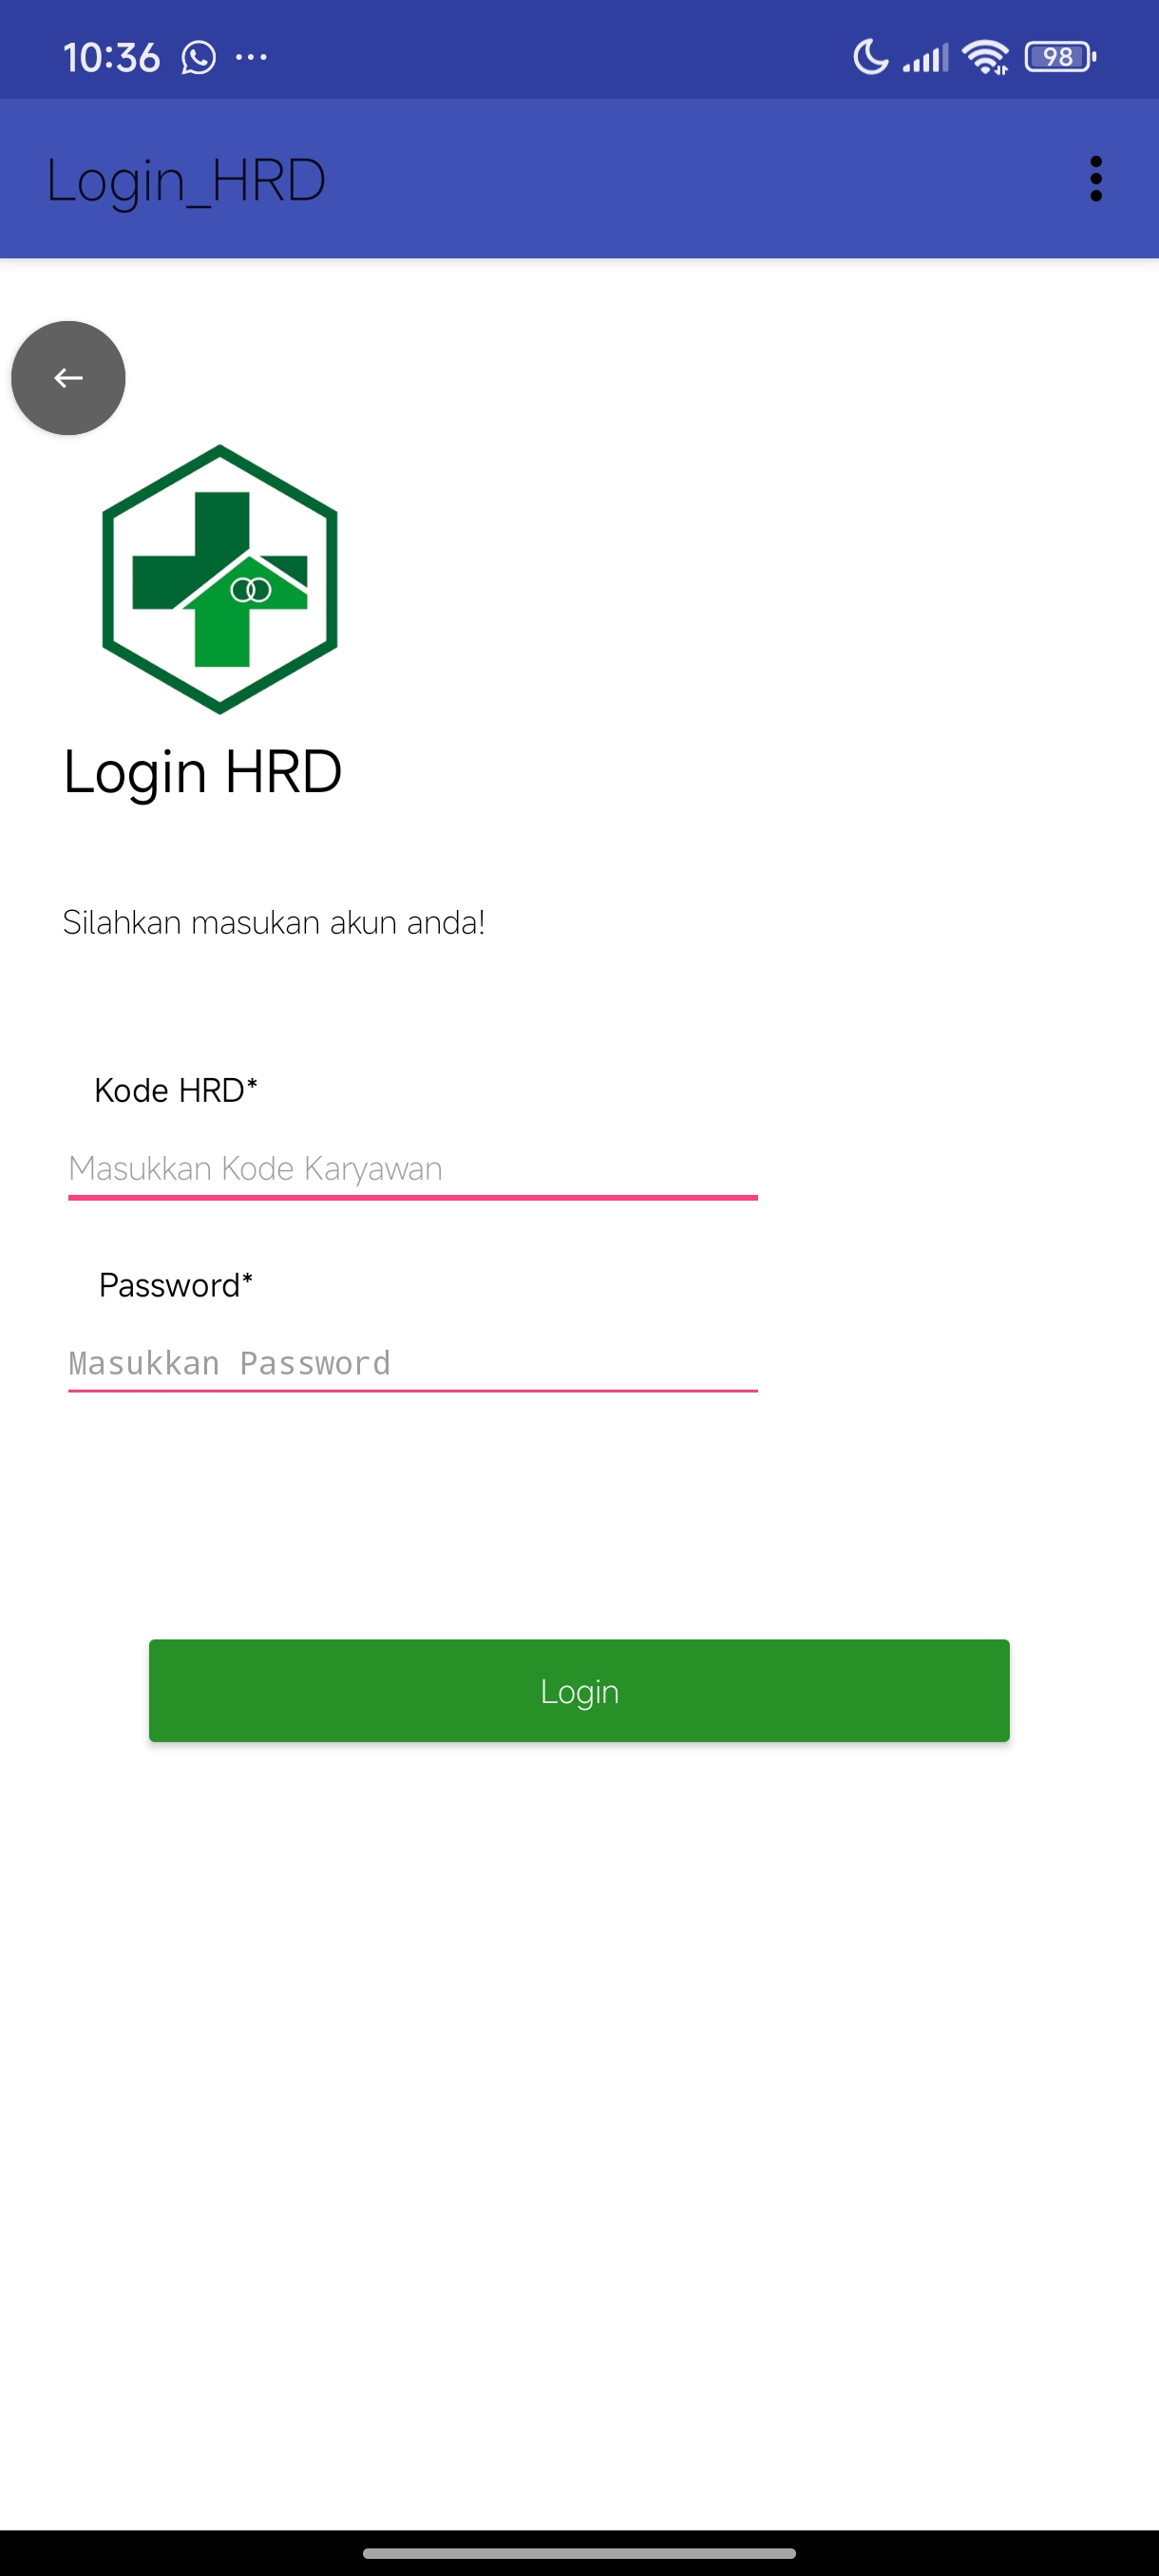 10:36
98
Login_HRD
Login HRD
Silahkan masukan akun anda!
Kode HRD*
Masukkan Kode Karyawan
Password*
Masukkan Password
Login